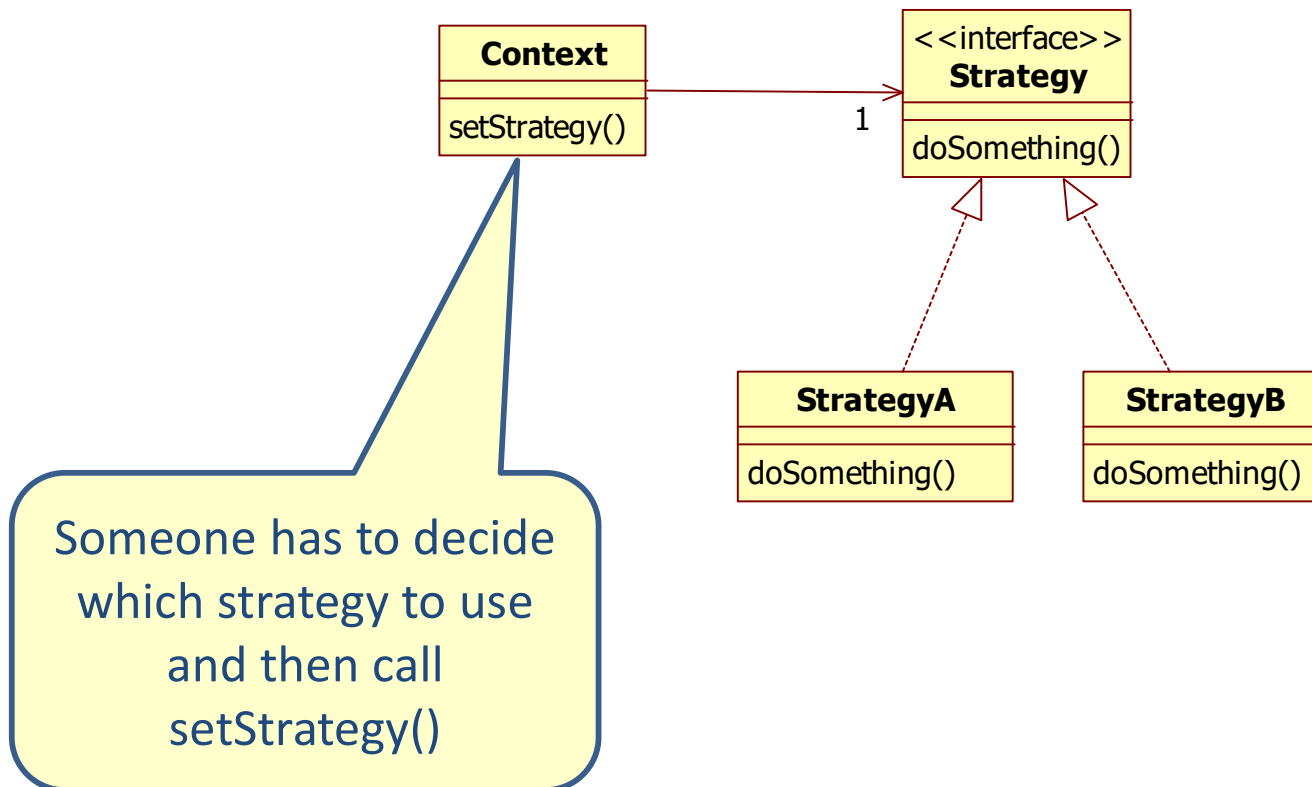 Context
setStrategy()
1
<<interface>>
Strategy
doSomething()
StrategyA
doSomething()
StrategyB
doSomething()
Someone has to decide
which strategy to use
and then call
setStrategy()